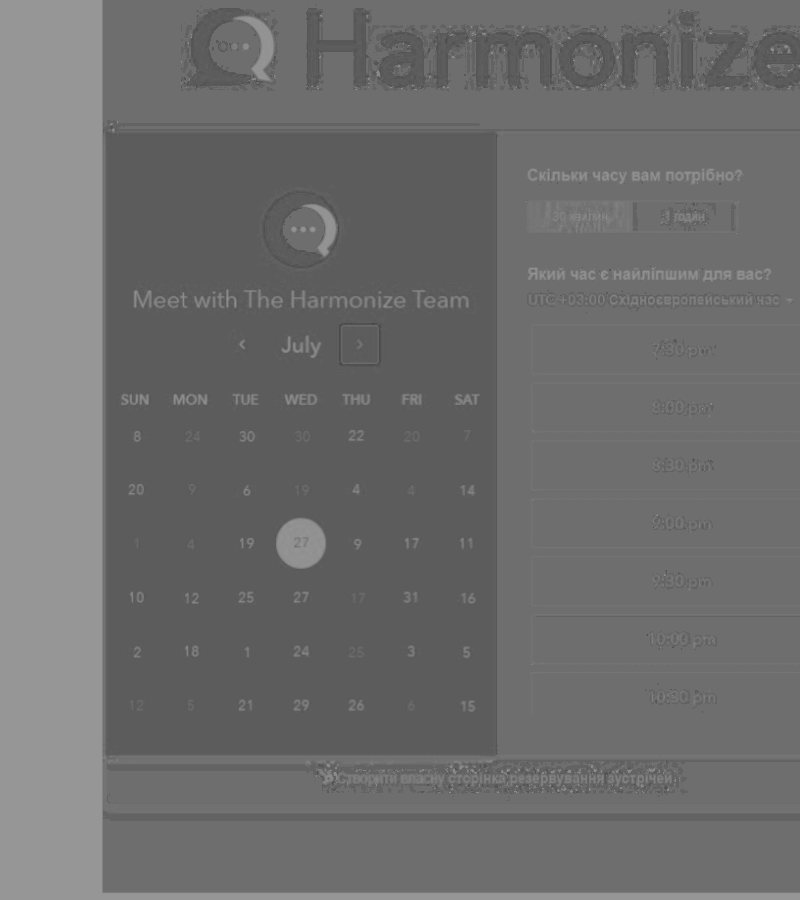 Harmonize
Meet with The Harmonize Team
‹ July ›
SUN MON TUE WED THU FRI SAT
8 24 30 30 22 20 7
20 9 6 19 4 4 14
1 4 19 27 9 17 11
10 12 25 27 17 31 16
2 18 1 24 25 3 5
12 5 21 29 26 6 15
Скільки часу вам потрібно?
30 хвилин 1 годин
Який час є найліпшим для вас?
UTC +03:00 Східноєвропейський час
7:30 pm
8:00 pm
8:30 pm
9:00 pm
9:30 pm
10:00 pm
10:30 pm
Створити власну сторінка резервування зустрічей